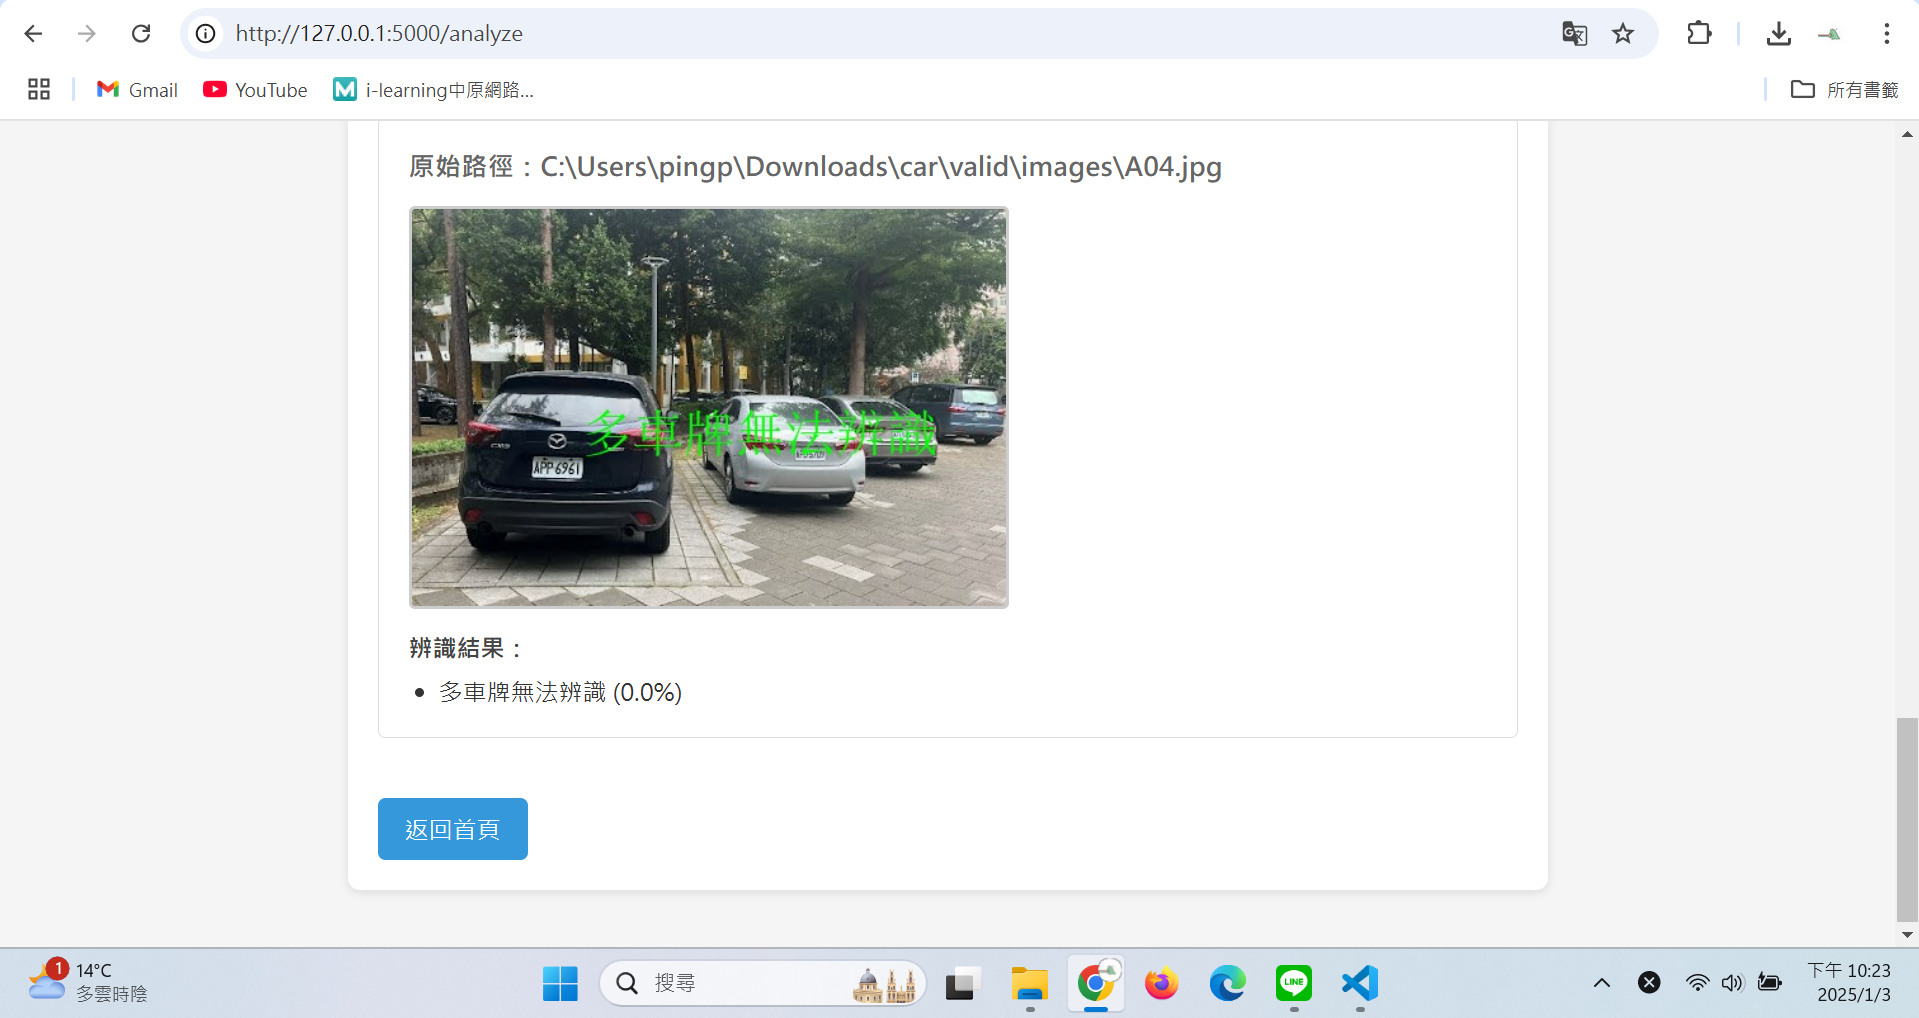 http://127.0.0.1:5000/analyze
Gmail
YouTube
i-learning中原網路...
所有書籤
原始路徑：C:\Users\pingp\Downloads\car\valid\images\A04.jpg
多車牌無法辨識
APP-6961
辨識結果：
多車牌無法辨識 (0.0%)
返回首頁
1
14°C
多雲時陰
搜尋
LINE
下午 10:23
2025/1/3